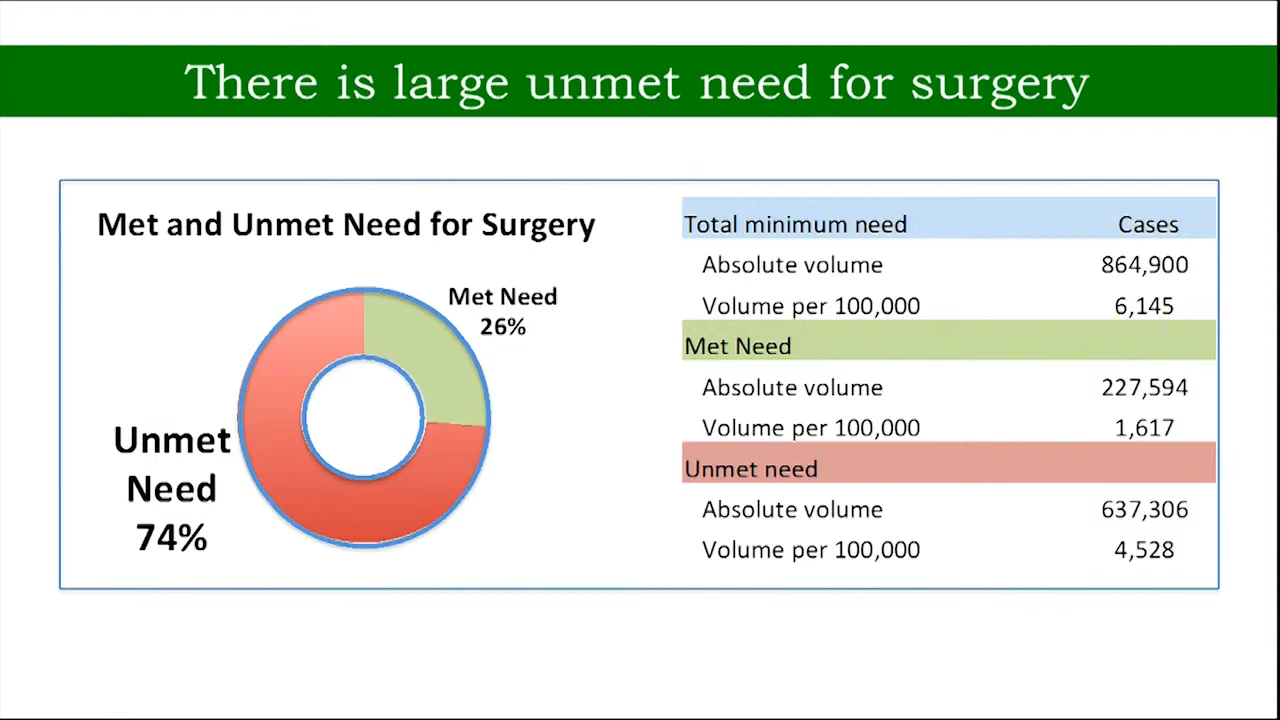 There is large unmet need for surgery
Met and Unmet Need for Surgery
Met Need
26%
Unmet
Need
74%
Total minimum need Cases
Absolute volume 864,900
Volume per 100,000 6,145
Met Need
Absolute volume 227,594
Volume per 100,000 1,617
Unmet need
Absolute volume 637,306
Volume per 100,000 4,528